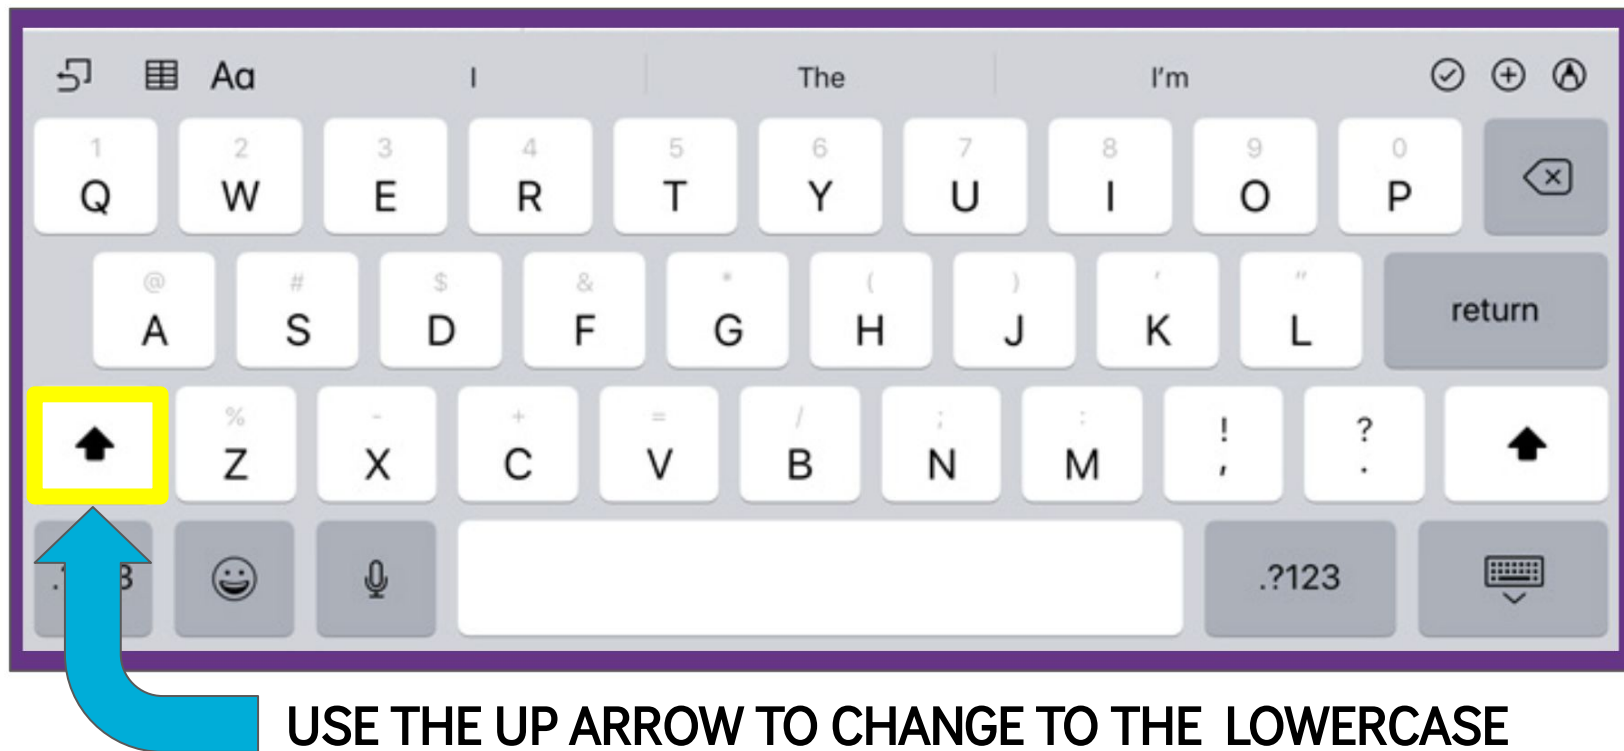 Aa I The I'm
1 2 3 4 5 6 7 8 9 0
Q W E R T Y U I O P
@ # $ & * ( ) ' "
A S D F G H J K L return
% - + = / ; : ! ?
Z X C V B N M , .
.?123
USE THE UP ARROW TO CHANGE TO THE LOWERCASE